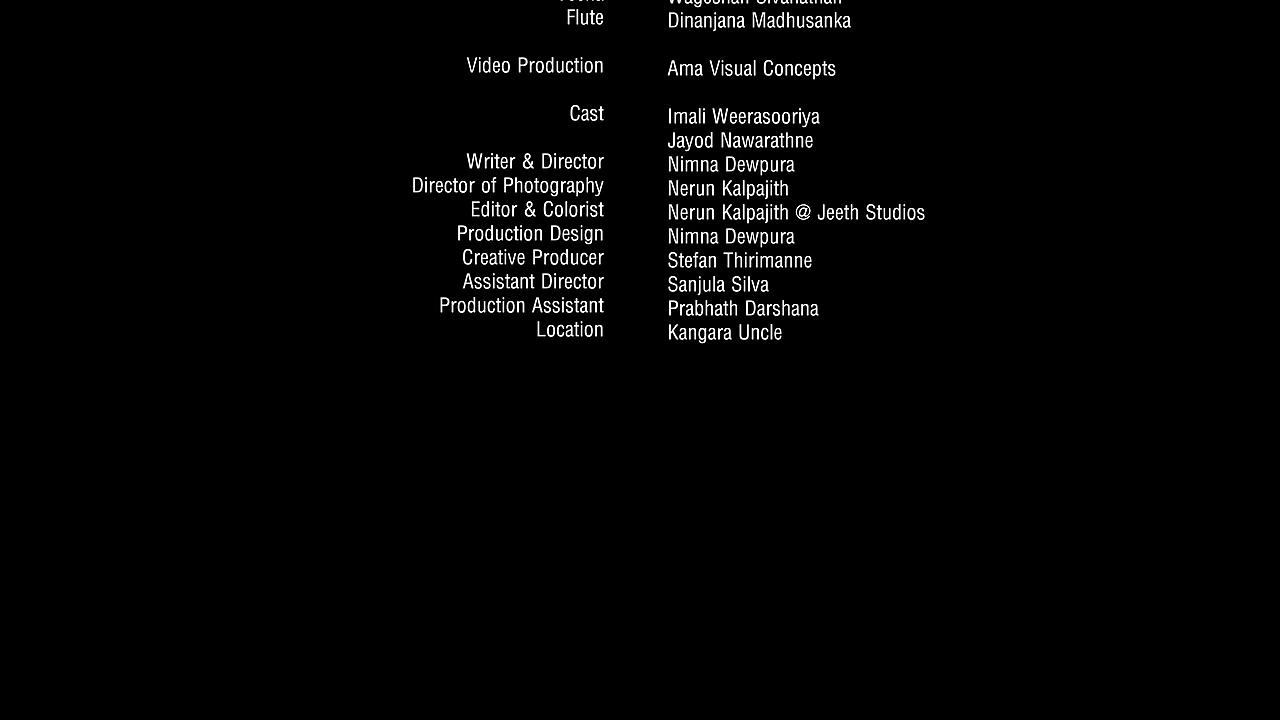 Flute Dinanjana Madhusanka
Video Production Ama Visual Concepts
Cast Imali Weerasooriya
Jayod Nawarathne
Writer & Director Nimna Dewpura
Director of Photography Nerun Kalpajith
Editor & Colorist Nerun Kalpajith @ Jeeth Studios
Production Design Nimna Dewpura
Creative Producer Stefan Thirimanne
Assistant Director Sanjula Silva
Production Assistant Prabhath Darshana
Location Kangara Uncle